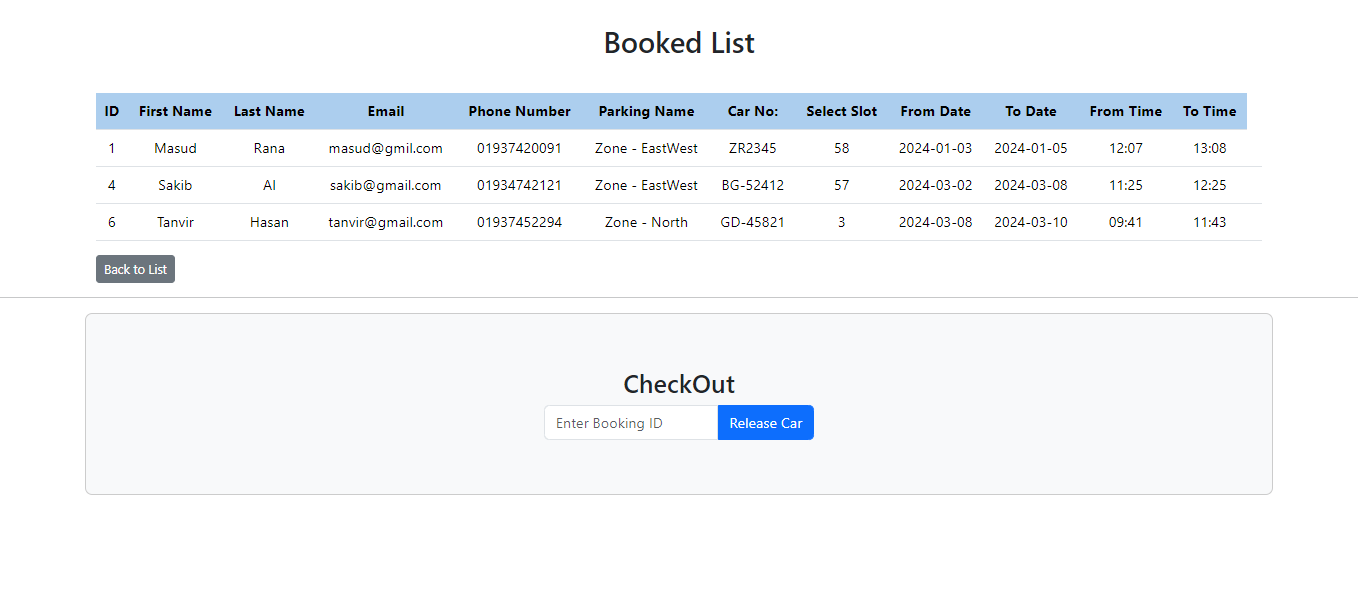 Booked List
ID First Name Last Name Email Phone Number Parking Name Car No: Select Slot From Date To Date From Time To Time
1 Masud Rana masud@gmil.com 01937420091 Zone - EastWest ZR2345 58 2024-01-03 2024-01-05 12:07 13:08
4 Sakib Al sakib@gmail.com 01934742121 Zone - EastWest BG-52412 57 2024-03-02 2024-03-08 11:25 12:25
6 Tanvir Hasan tanvir@gmail.com 01937452294 Zone - North GD-45821 3 2024-03-08 2024-03-10 09:41 11:43
Back to List
CheckOut
Enter Booking ID Release Car